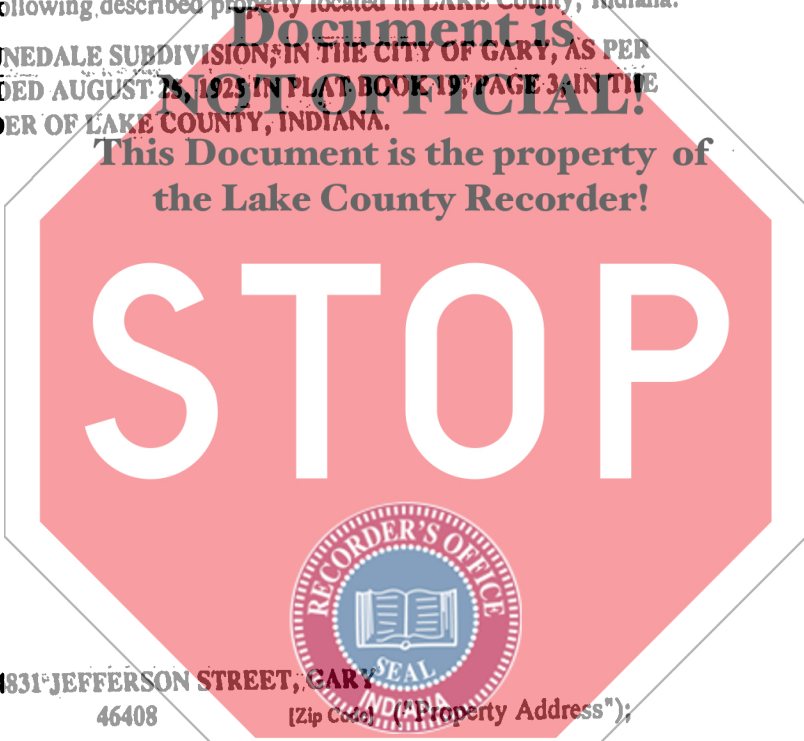 ollowing described property located in LAKE County, Indiana:
Document is
NEDALE SUBDIVISION, IN THE CITY OF GARY, AS PER
DED AUGUST 25, 1925 IN PLAT BOOK 19, PAGE 3, IN THE
NOT OFFICIAL!
DER OF LAKE COUNTY, INDIANA.
This Document is the property of
the Lake County Recorder!
STOP
RECORDER'S OFFICE
SEAL
INDIANA
831 JEFFERSON STREET, GARY
46408 [Zip Code] ("Property Address");